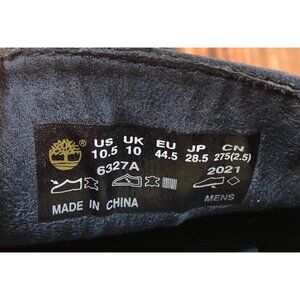 US UK EU JP CN
10.5 10 44.5 28.5 275(2.5)
6327A 2021
MADE IN CHINA MENS